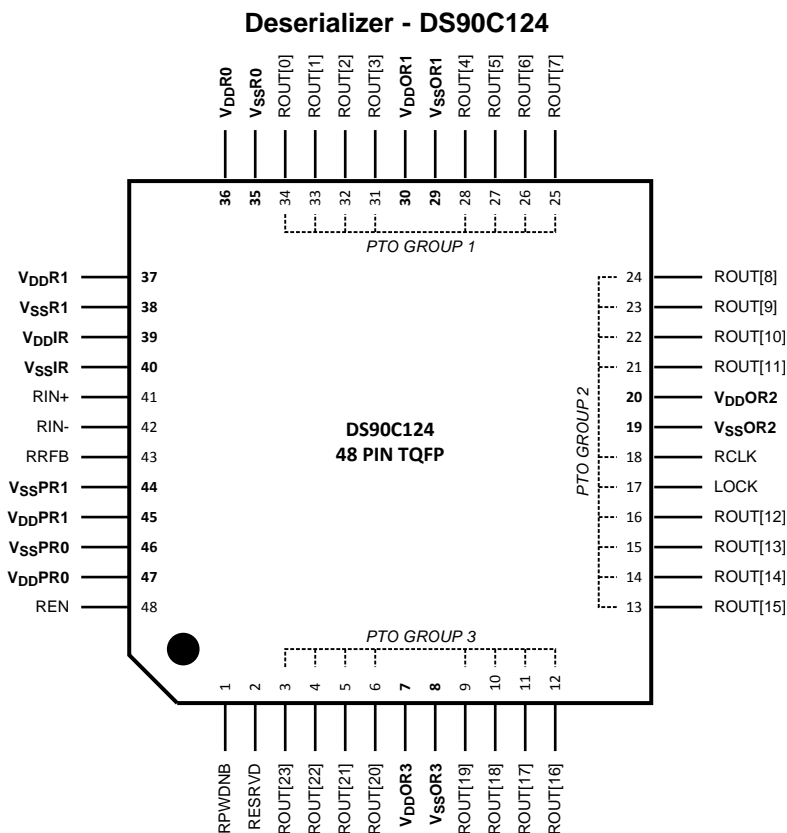 Deserializer - DS90C124
VDDR0
VSSR0
ROUT[0]
ROUT[1]
ROUT[2]
ROUT[3]
VDDOR1
VSSOR1
ROUT[4]
ROUT[5]
ROUT[6]
ROUT[7]
36
35
34
33
32
31
30
29
28
27
26
25
PTO GROUP 1
VDDR1 37
VSSR1 38
VDDIR 39
VSSIR 40
RIN+ 41
RIN- 42
RRFB 43
VSSPR1 44
VDDPR1 45
VSSPR0 46
VDDPR0 47
REN 48
DS90C124
48 PIN TQFP
PTO GROUP 2
24 ROUT[8]
23 ROUT[9]
22 ROUT[10]
21 ROUT[11]
20 VDDOR2
19 VSSOR2
18 RCLK
17 LOCK
16 ROUT[12]
15 ROUT[13]
14 ROUT[14]
13 ROUT[15]
PTO GROUP 3
1
2
3
4
5
6
7
8
9
10
11
12
RPWDNB
RESRVD
ROUT[23]
ROUT[22]
ROUT[21]
ROUT[20]
VDDOR3
VSSOR3
ROUT[19]
ROUT[18]
ROUT[17]
ROUT[16]